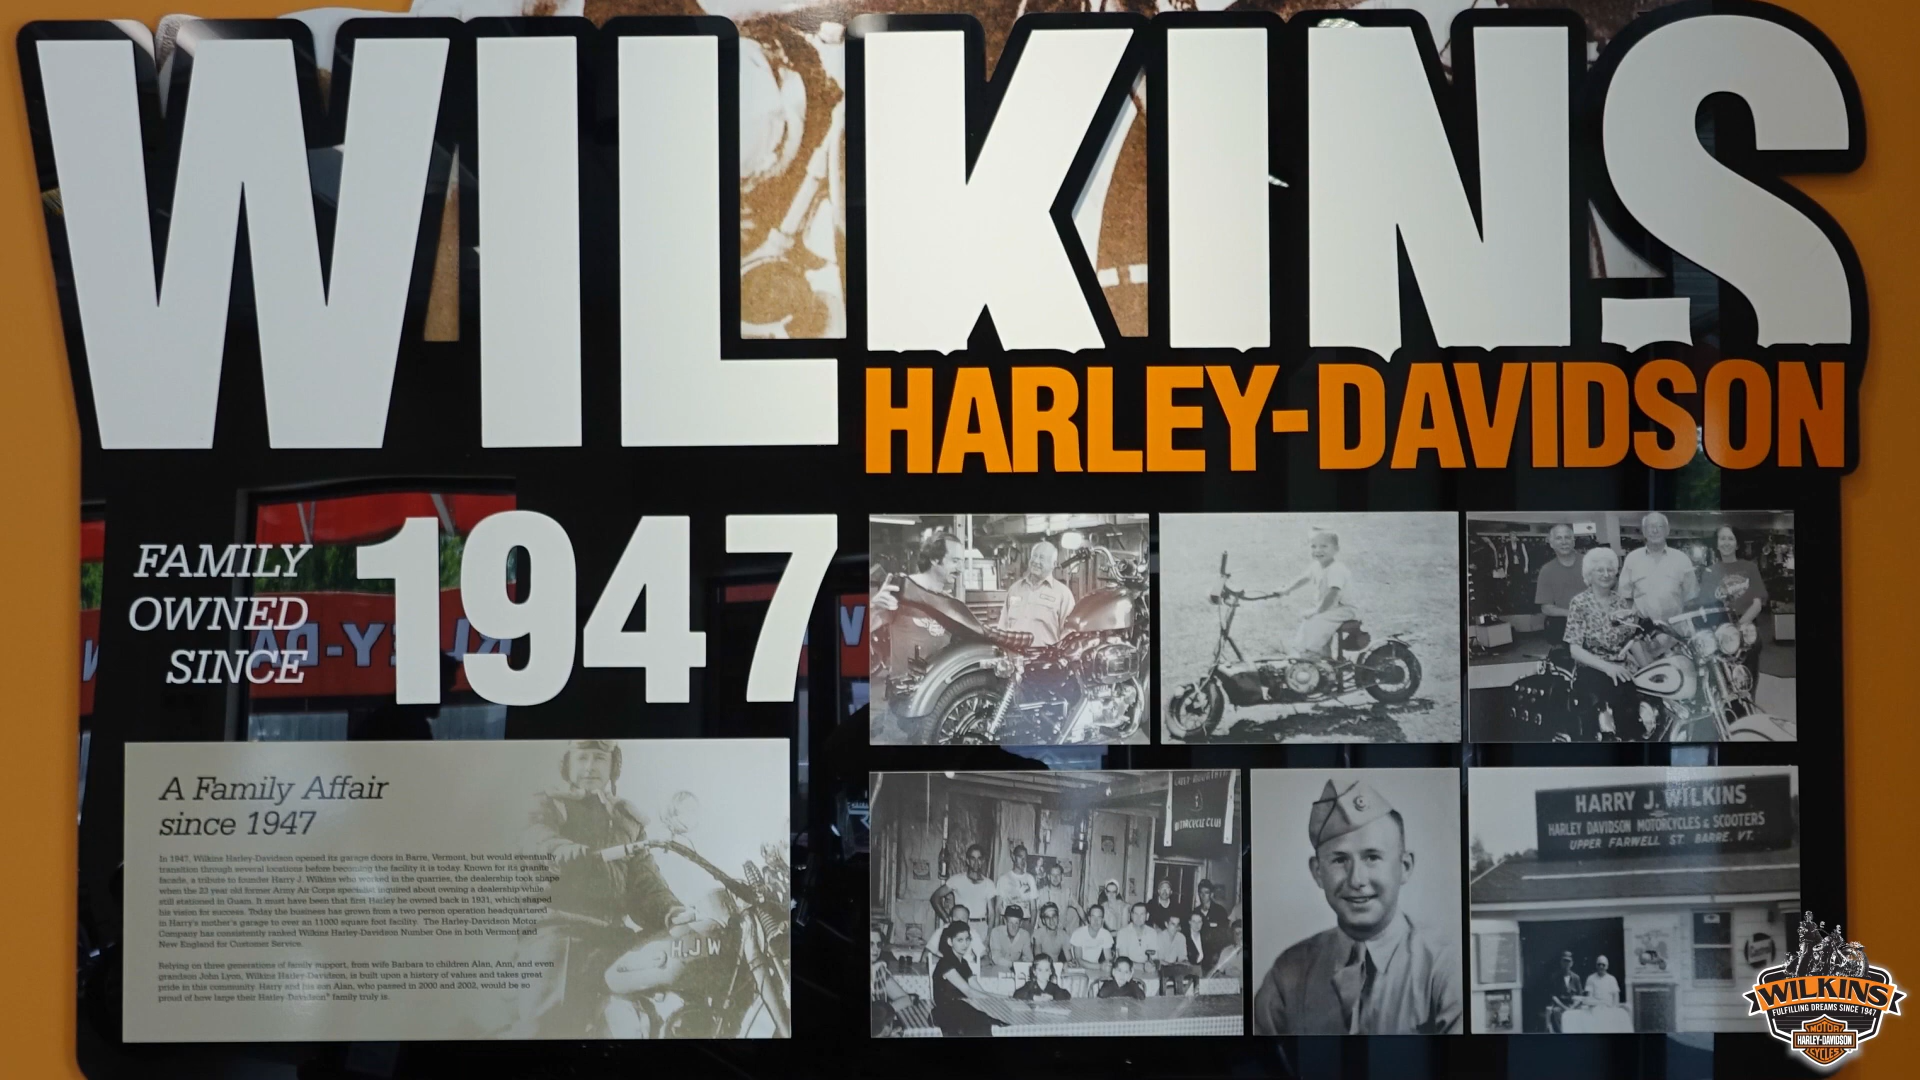 WILKINS
HARLEY-DAVIDSON
FAMILY
OWNED
SINCE
1947
A Family Affair
since 1947
In 1947, Wilkins Harley-Davidson opened its garage doors in Barre, Vermont, but would eventually
transition through several locations before becoming the facility it is today. Known for its granite
facade, a tribute to founder Harry J. Wilkins who worked in the quarries, the dealership took shape
when the 23 year old former Army Air Corps specialist inquired about owning a dealership while
still stationed in Guam. It must have been that first Harley he owned back in 1931, which shaped
his vision for success. Today the business has grown from a two person operation headquartered
in Harry's mother's garage to over an 11000 square foot facility. The Harley-Davidson Motor
Company has consistently ranked Wilkins Harley-Davidson Number One in both Vermont and
New England for Customer Service.
Relying on three generations of family support, from wife Barbara to children Alan, Ann, and even
grandson John Lyon, Wilkins Harley-Davidson, is built upon a history of values and takes great
pride in this community. Harry and his son Alan, who passed in 2000 and 2002, would be so
proud of how large their Harley-Davidson® family truly is.
HJW
MOTORCYCLE CLUB
HARRY J. WILKINS
HARLEY DAVIDSON MOTORCYCLES & SCOOTERS
UPPER FARWELL ST. BARRE. VT.
WILKINS
FULFILLING DREAMS SINCE 1947
MOTOR
HARLEY-DAVIDSON
CYCLES